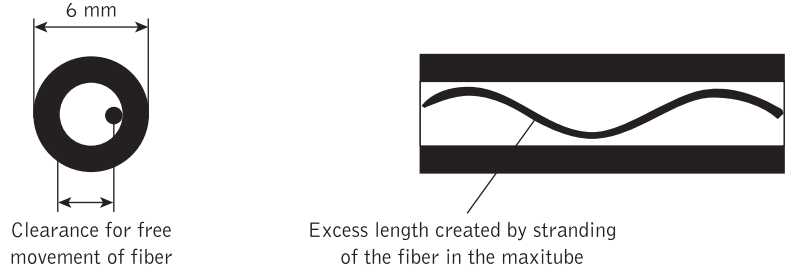 6 mm
Clearance for free
movement of fiber
Excess length created by stranding
of the fiber in the maxitube